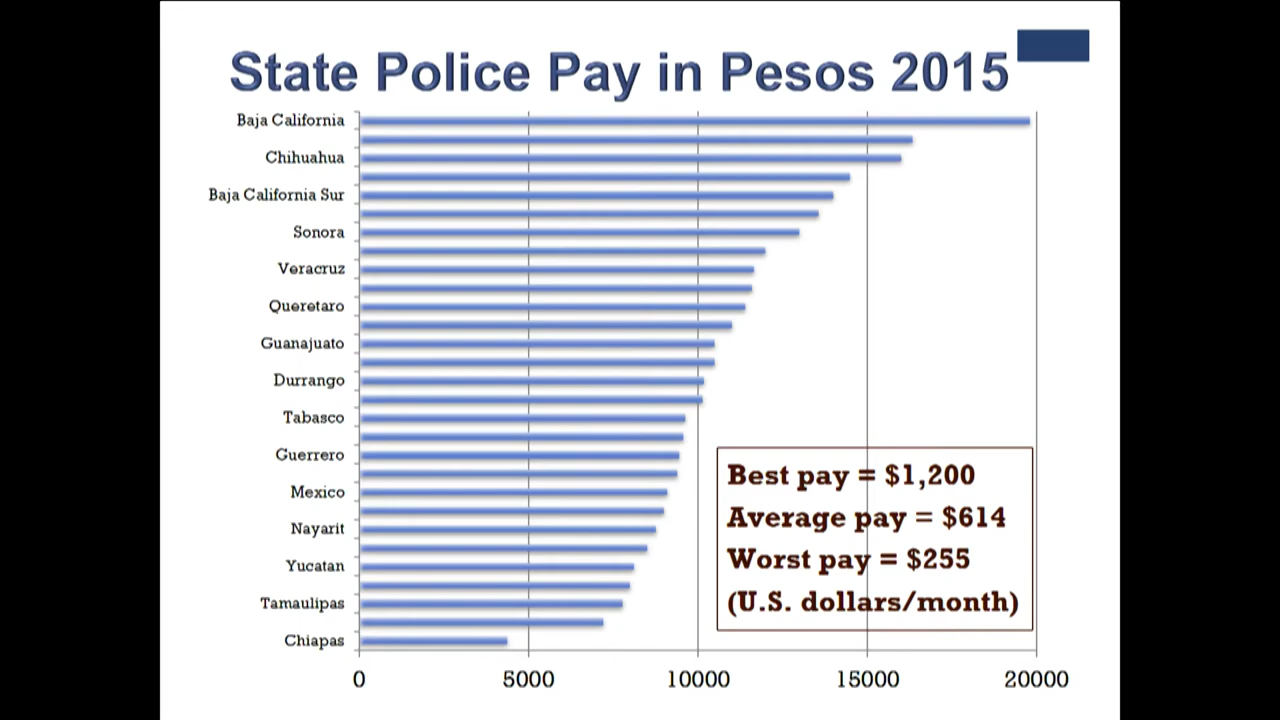 State Police Pay in Pesos 2015
Baja California
Chihuahua
Baja California Sur
Sonora
Veracruz
Queretaro
Guanajuato
Durrango
Tabasco
Guerrero
Mexico
Nayarit
Yucatan
Tamaulipas
Chiapas
Best pay = $1,200
Average pay = $614
Worst pay = $255
(U.S. dollars/month)
0 5000 10000 15000 20000